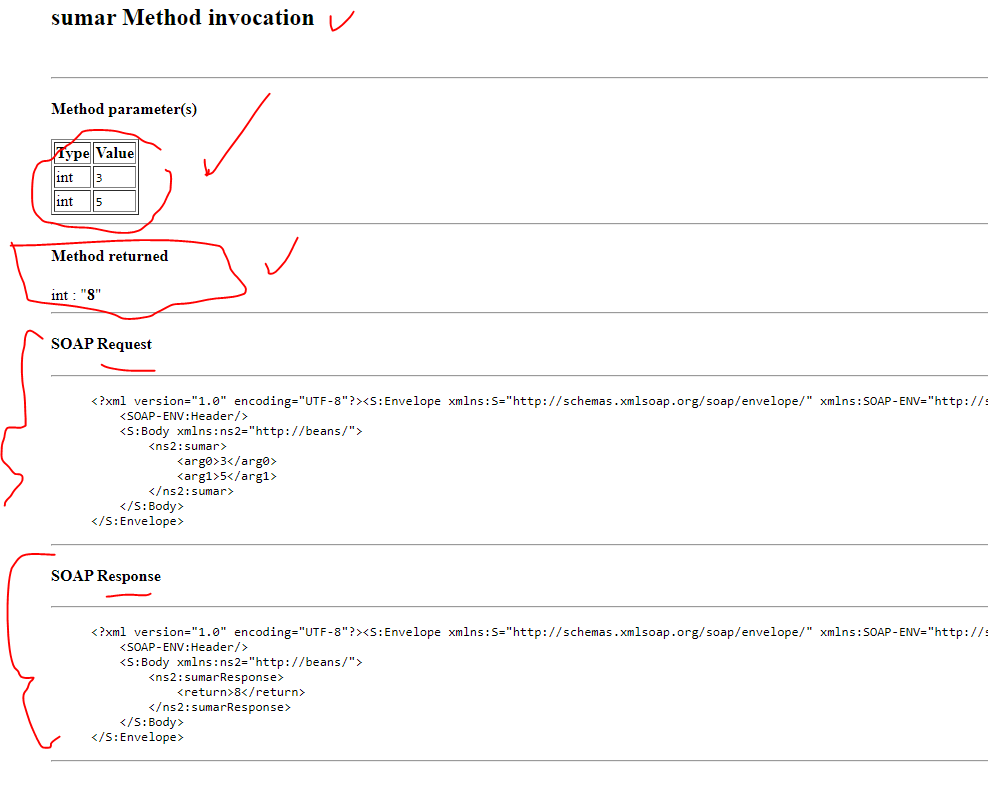 sumar Method invocation
Method parameter(s)
Type Value
int 3
int 5
Method returned
int : "8"
SOAP Request
<?xml version="1.0" encoding="UTF-8"?><S:Envelope xmlns:S="http://schemas.xmlsoap.org/soap/envelope/" xmlns:SOAP-ENV="http://s
<SOAP-ENV:Header/>
<S:Body xmlns:ns2="http://beans/">
<ns2:sumar>
<arg0>3</arg0>
<arg1>5</arg1>
</ns2:sumar>
</S:Body>
</S:Envelope>
SOAP Response
<?xml version="1.0" encoding="UTF-8"?><S:Envelope xmlns:S="http://schemas.xmlsoap.org/soap/envelope/" xmlns:SOAP-ENV="http://s
<SOAP-ENV:Header/>
<S:Body xmlns:ns2="http://beans/">
<ns2:sumarResponse>
<return>8</return>
</ns2:sumarResponse>
</S:Body>
</S:Envelope>